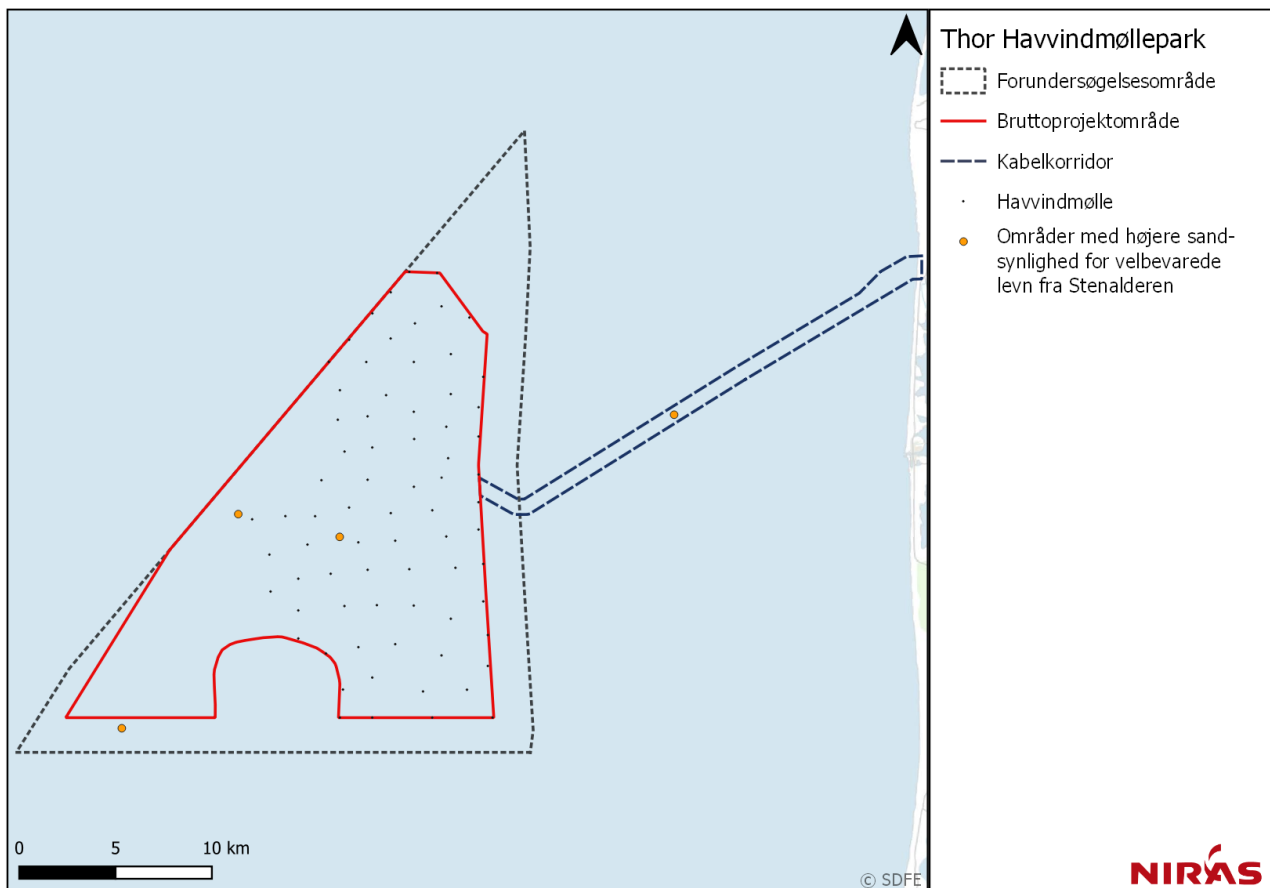 Thor Havvindmøllepark
Forundersøgelsesområde
Bruttoprojektområde
Kabelkorridor
Havvindmølle
Områder med højere sand-
synlighed for velbevarede
levn fra Stenalderen
0 5 10 km
© SDFE
NIRÁS